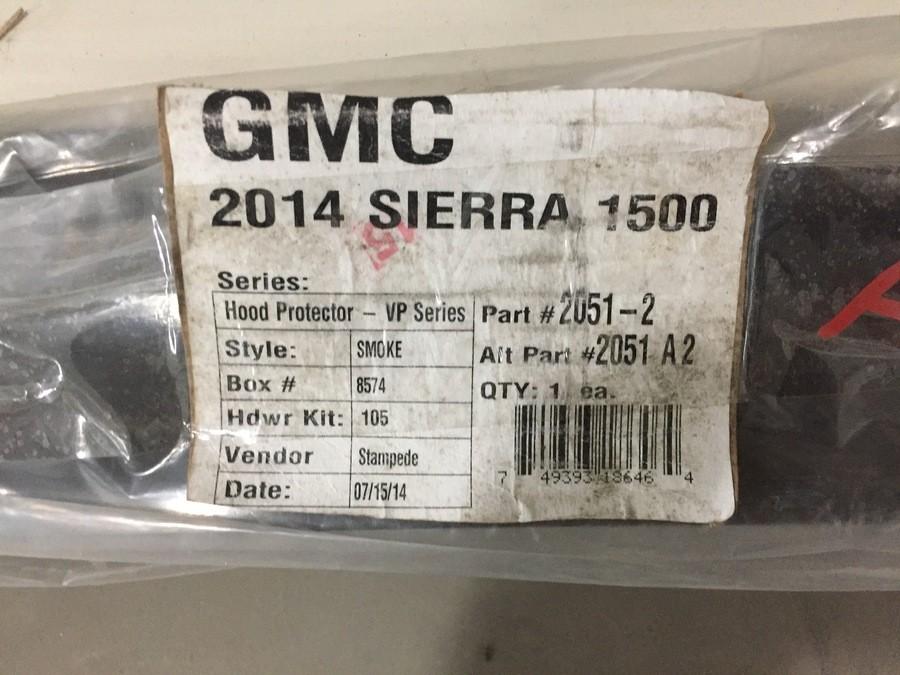 GMC
2014 SIERRA 1500
Series:
Hood Protector – VP Series
Style: SMOKE
Box # 8574
Hdwr Kit: 105
Vendor Stampede
Date: 07/15/14
Part # 2051-2
Alt Part #2051 A2
QTY: 1 ea.
7 49393 18646 4